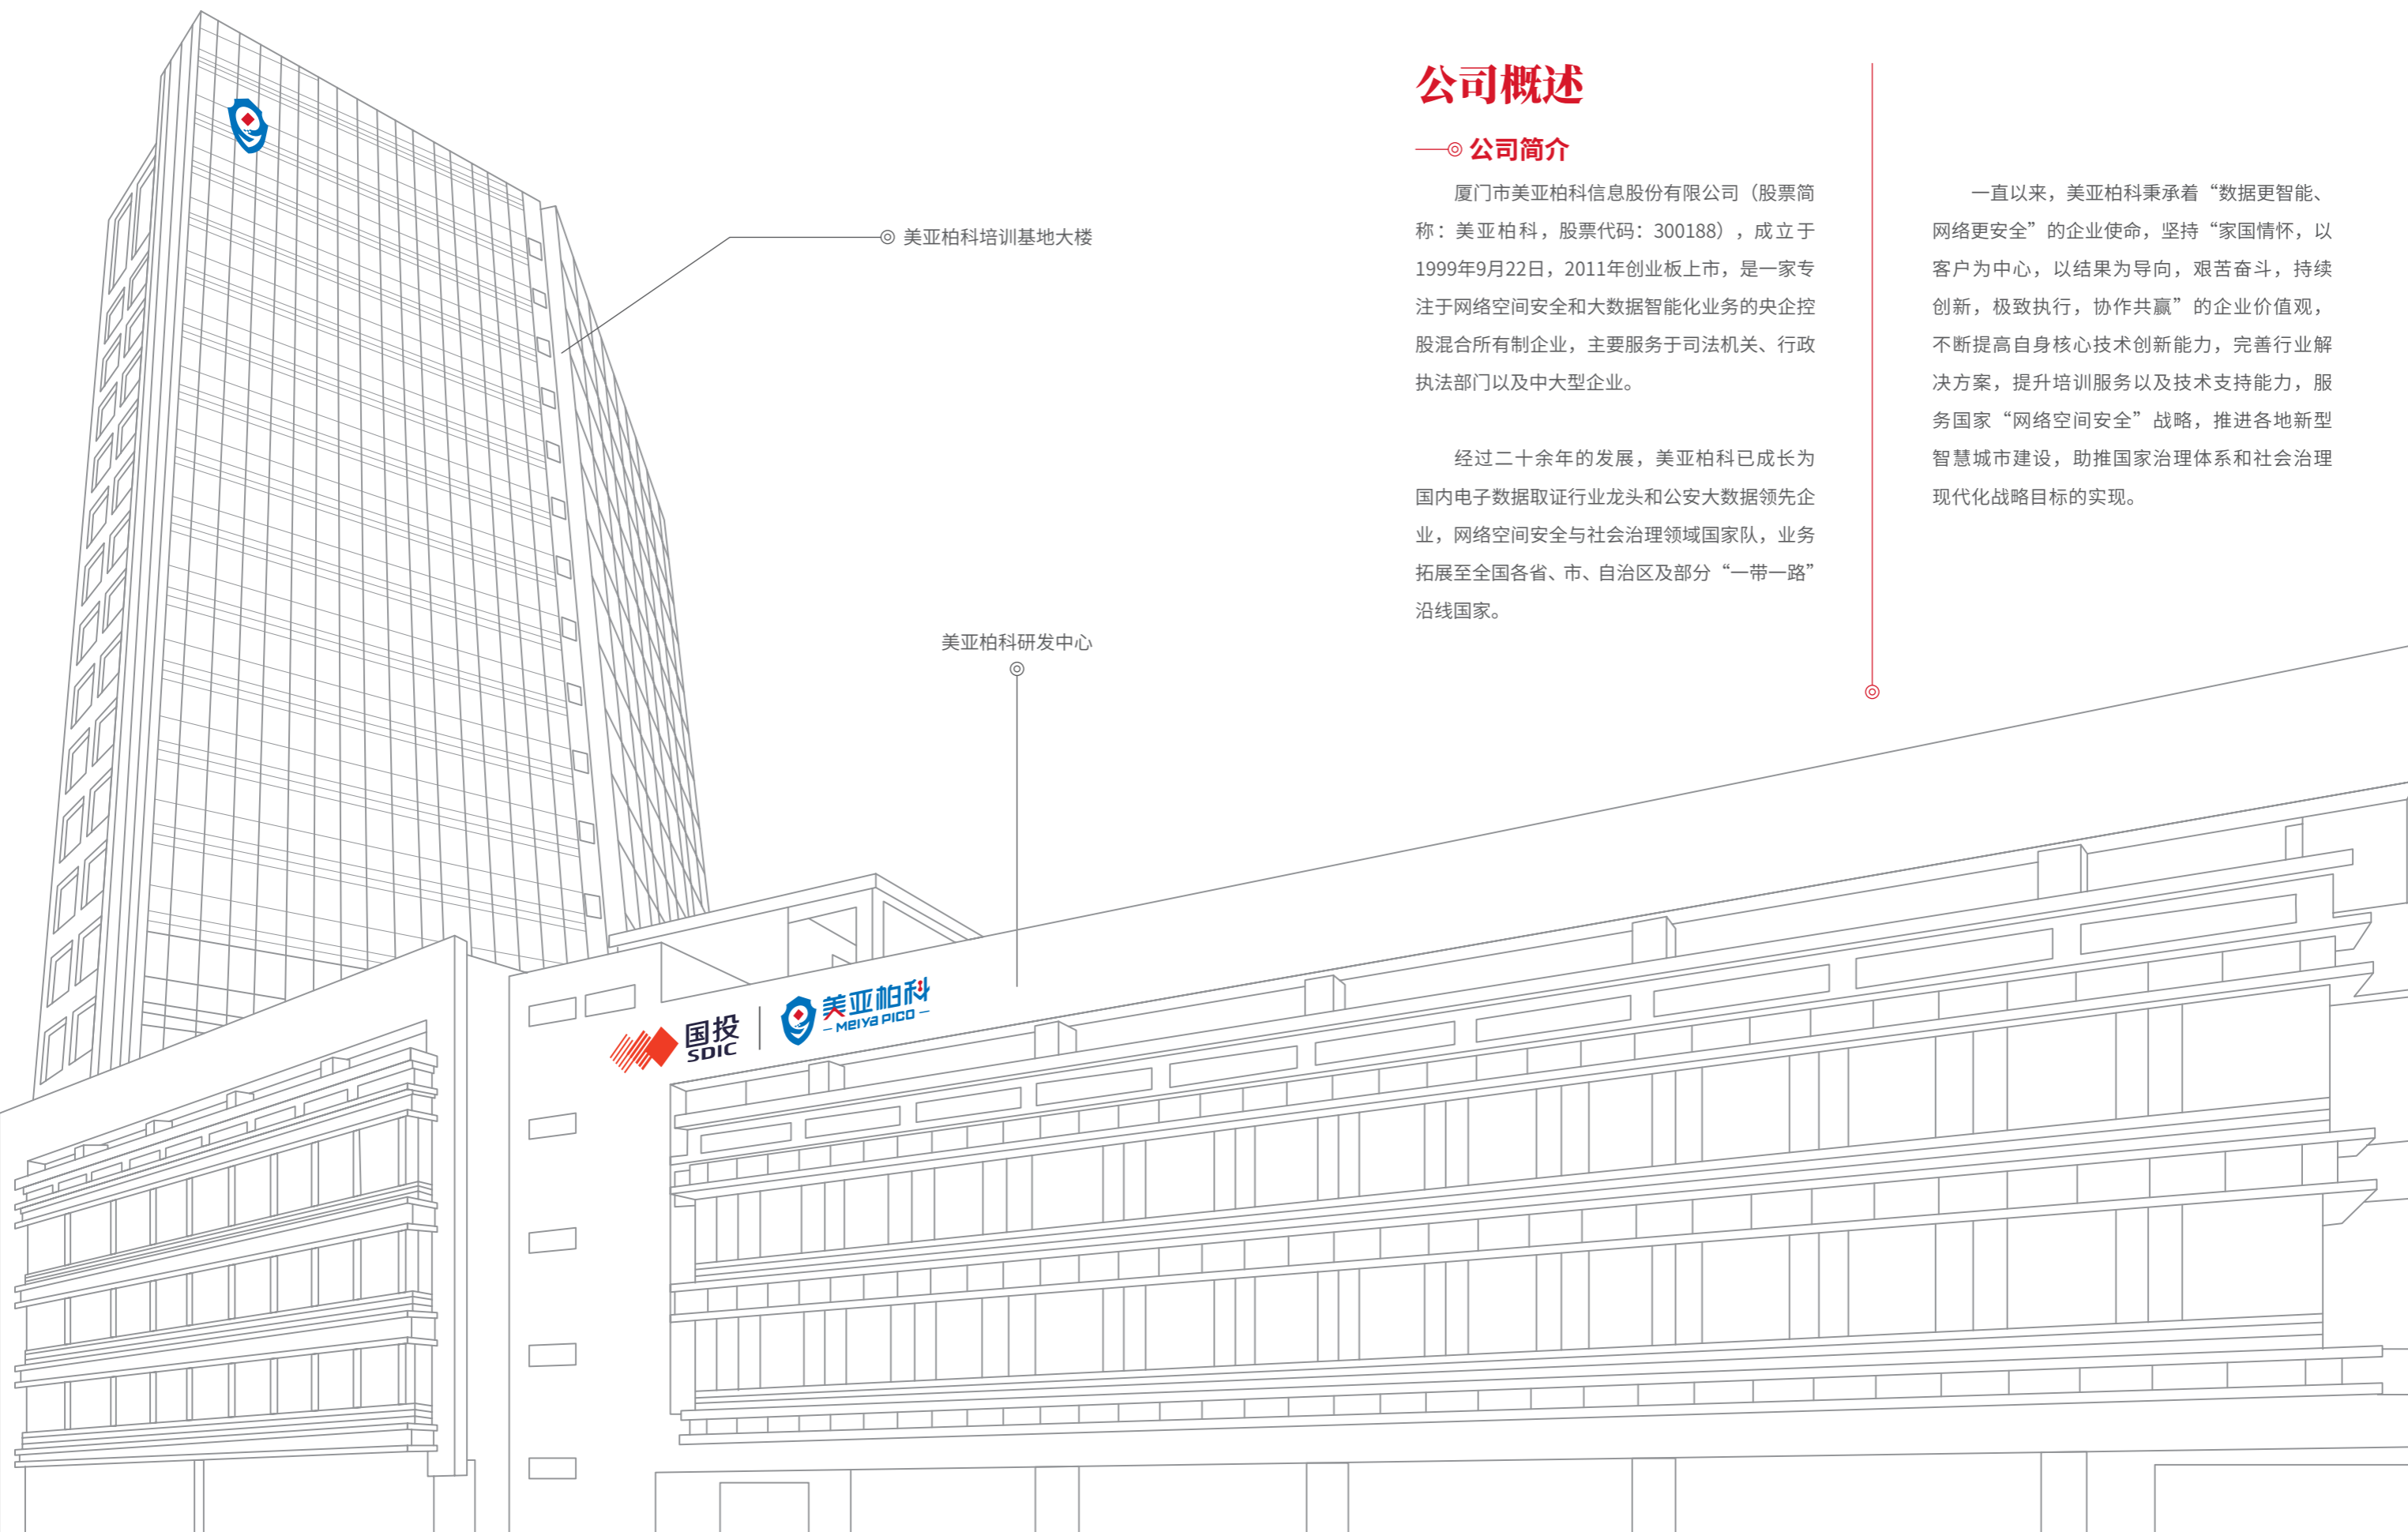 公司概述
公司简介
厦门市美亚柏科信息股份有限公司（股票简
称：美亚柏科，股票代码：300188），成立于
1999年9月22日，2011年创业板上市，是一家专
注于网络空间安全和大数据智能化业务的央企控
股混合所有制企业，主要服务于司法机关、行政
执法部门以及中大型企业。
经过二十余年的发展，美亚柏科已成长为
国内电子数据取证行业龙头和公安大数据领先企
业，网络空间安全与社会治理领域国家队，业务
拓展至全国各省、市、自治区及部分“一带一路”
沿线国家。
一直以来，美亚柏科秉承着“数据更智能、
网络更安全”的企业使命，坚持“家国情怀，以
客户为中心，以结果为导向，艰苦奋斗，持续
创新，极致执行，协作共赢”的企业价值观，
不断提高自身核心技术创新能力，完善行业解
决方案，提升培训服务以及技术支持能力，服
务国家“网络空间安全”战略，推进各地新型
智慧城市建设，助推国家治理体系和社会治理
现代化战略目标的实现。
美亚柏科培训基地大楼
美亚柏科研发中心
国投
SDIC
美亚柏科
MEIYA PICO